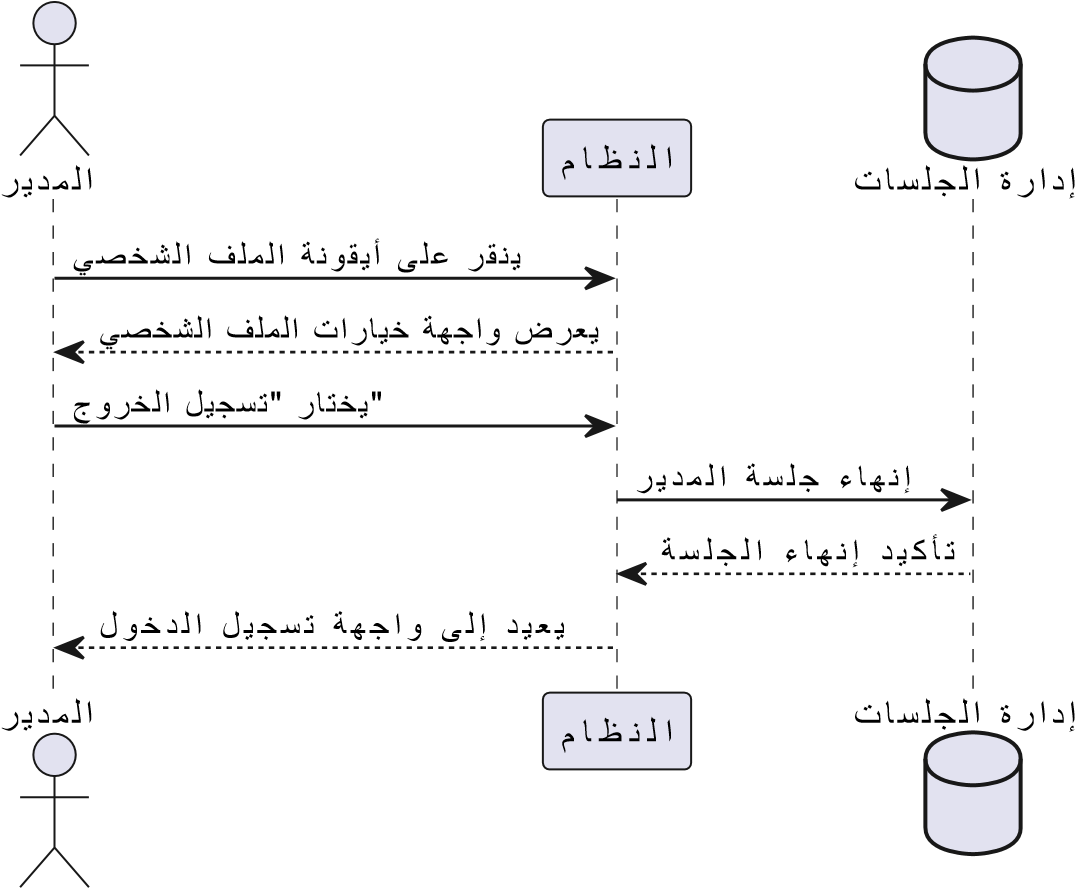 المدير
النظام
إدارة الجلسات
ينقر على أيقونة الملف الشخصي
يعرض واجهة خيارات الملف الشخصي
يختار "تسجيل الخروج"
إنهاء جلسة المدير
تأكيد إنهاء الجلسة
يعيد إلى واجهة تسجيل الدخول
المدير
النظام
إدارة الجلسات